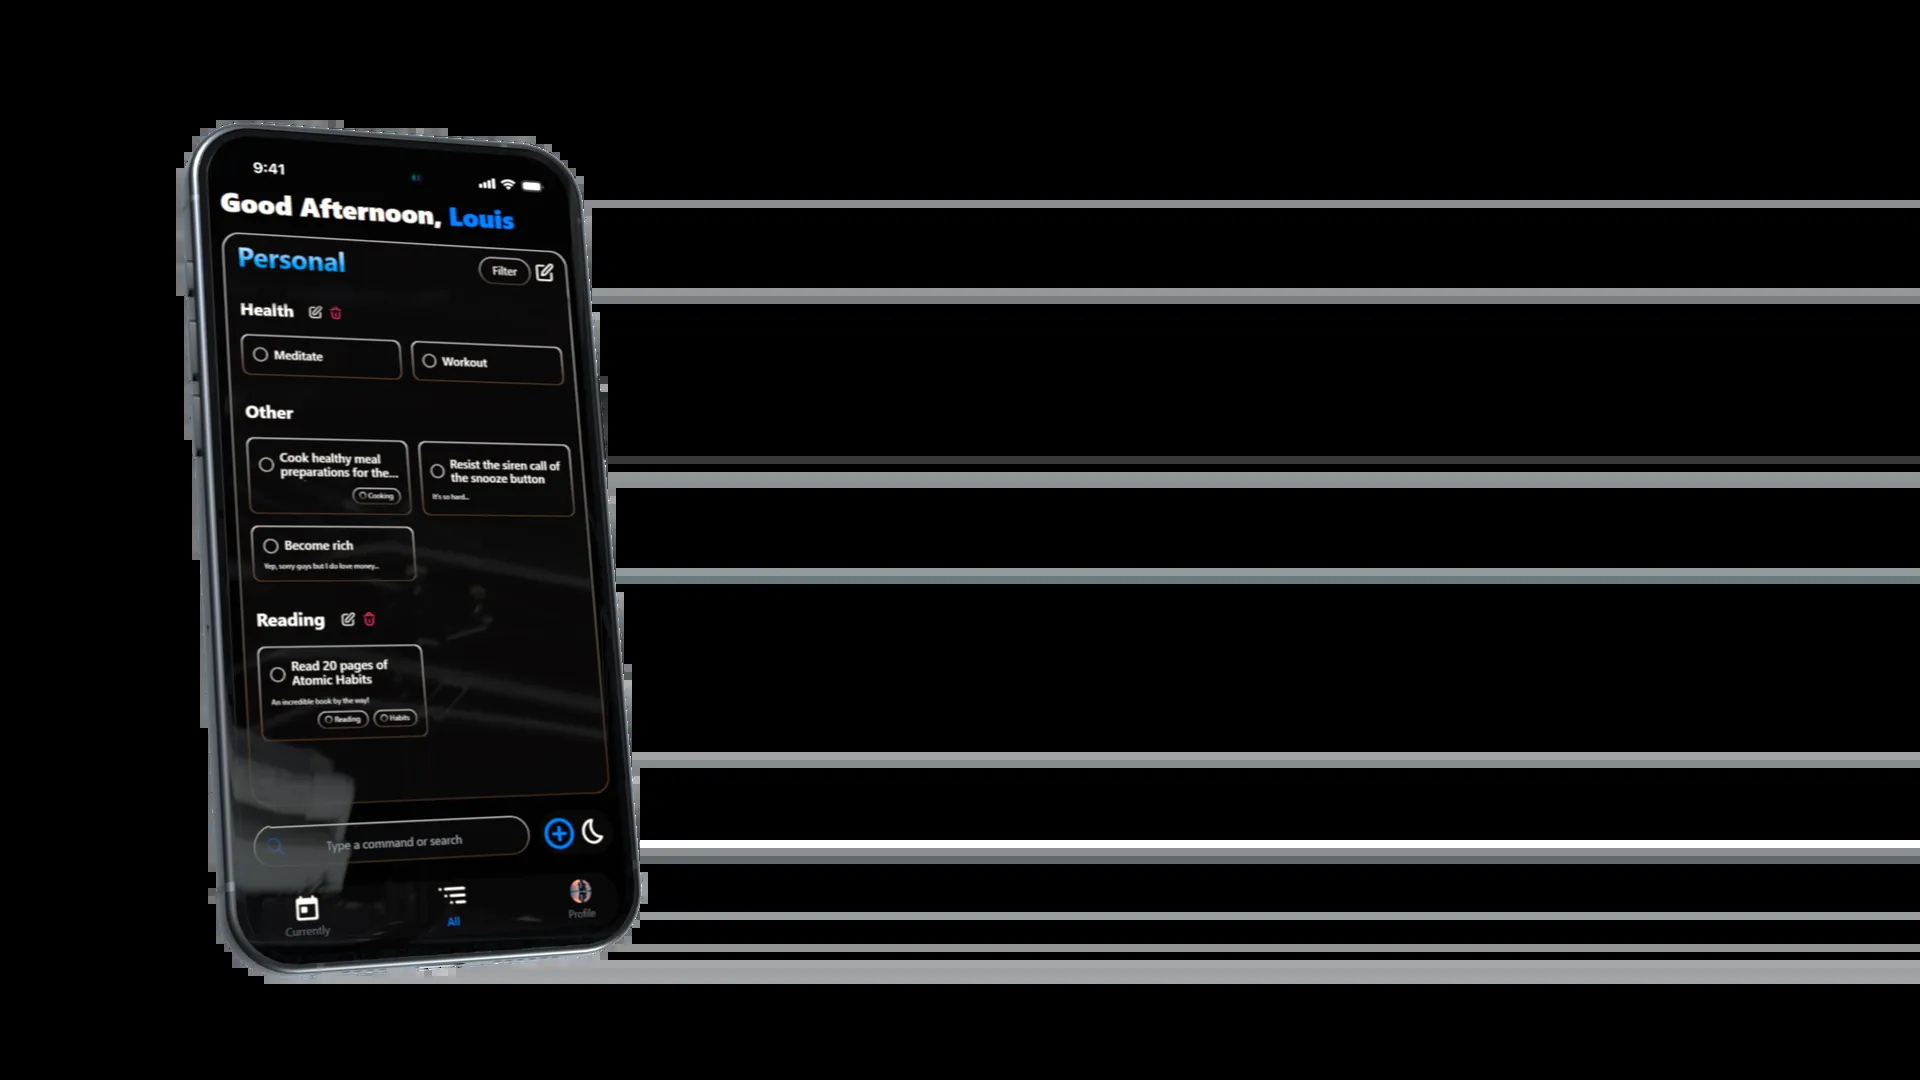 9:41
Good Afternoon, Louis
Personal
Filter
Health
Meditate
Workout
Other
Cook healthy meal
preparations for the...
Cooking
Resist the siren call of
the snooze button
It's so hard...
Become rich
Yep, sorry guys but I do love money...
Reading
Read 20 pages of
Atomic Habits
An incredible book by the way!
Reading
Habits
Type a command or search
Currently
All
Profile